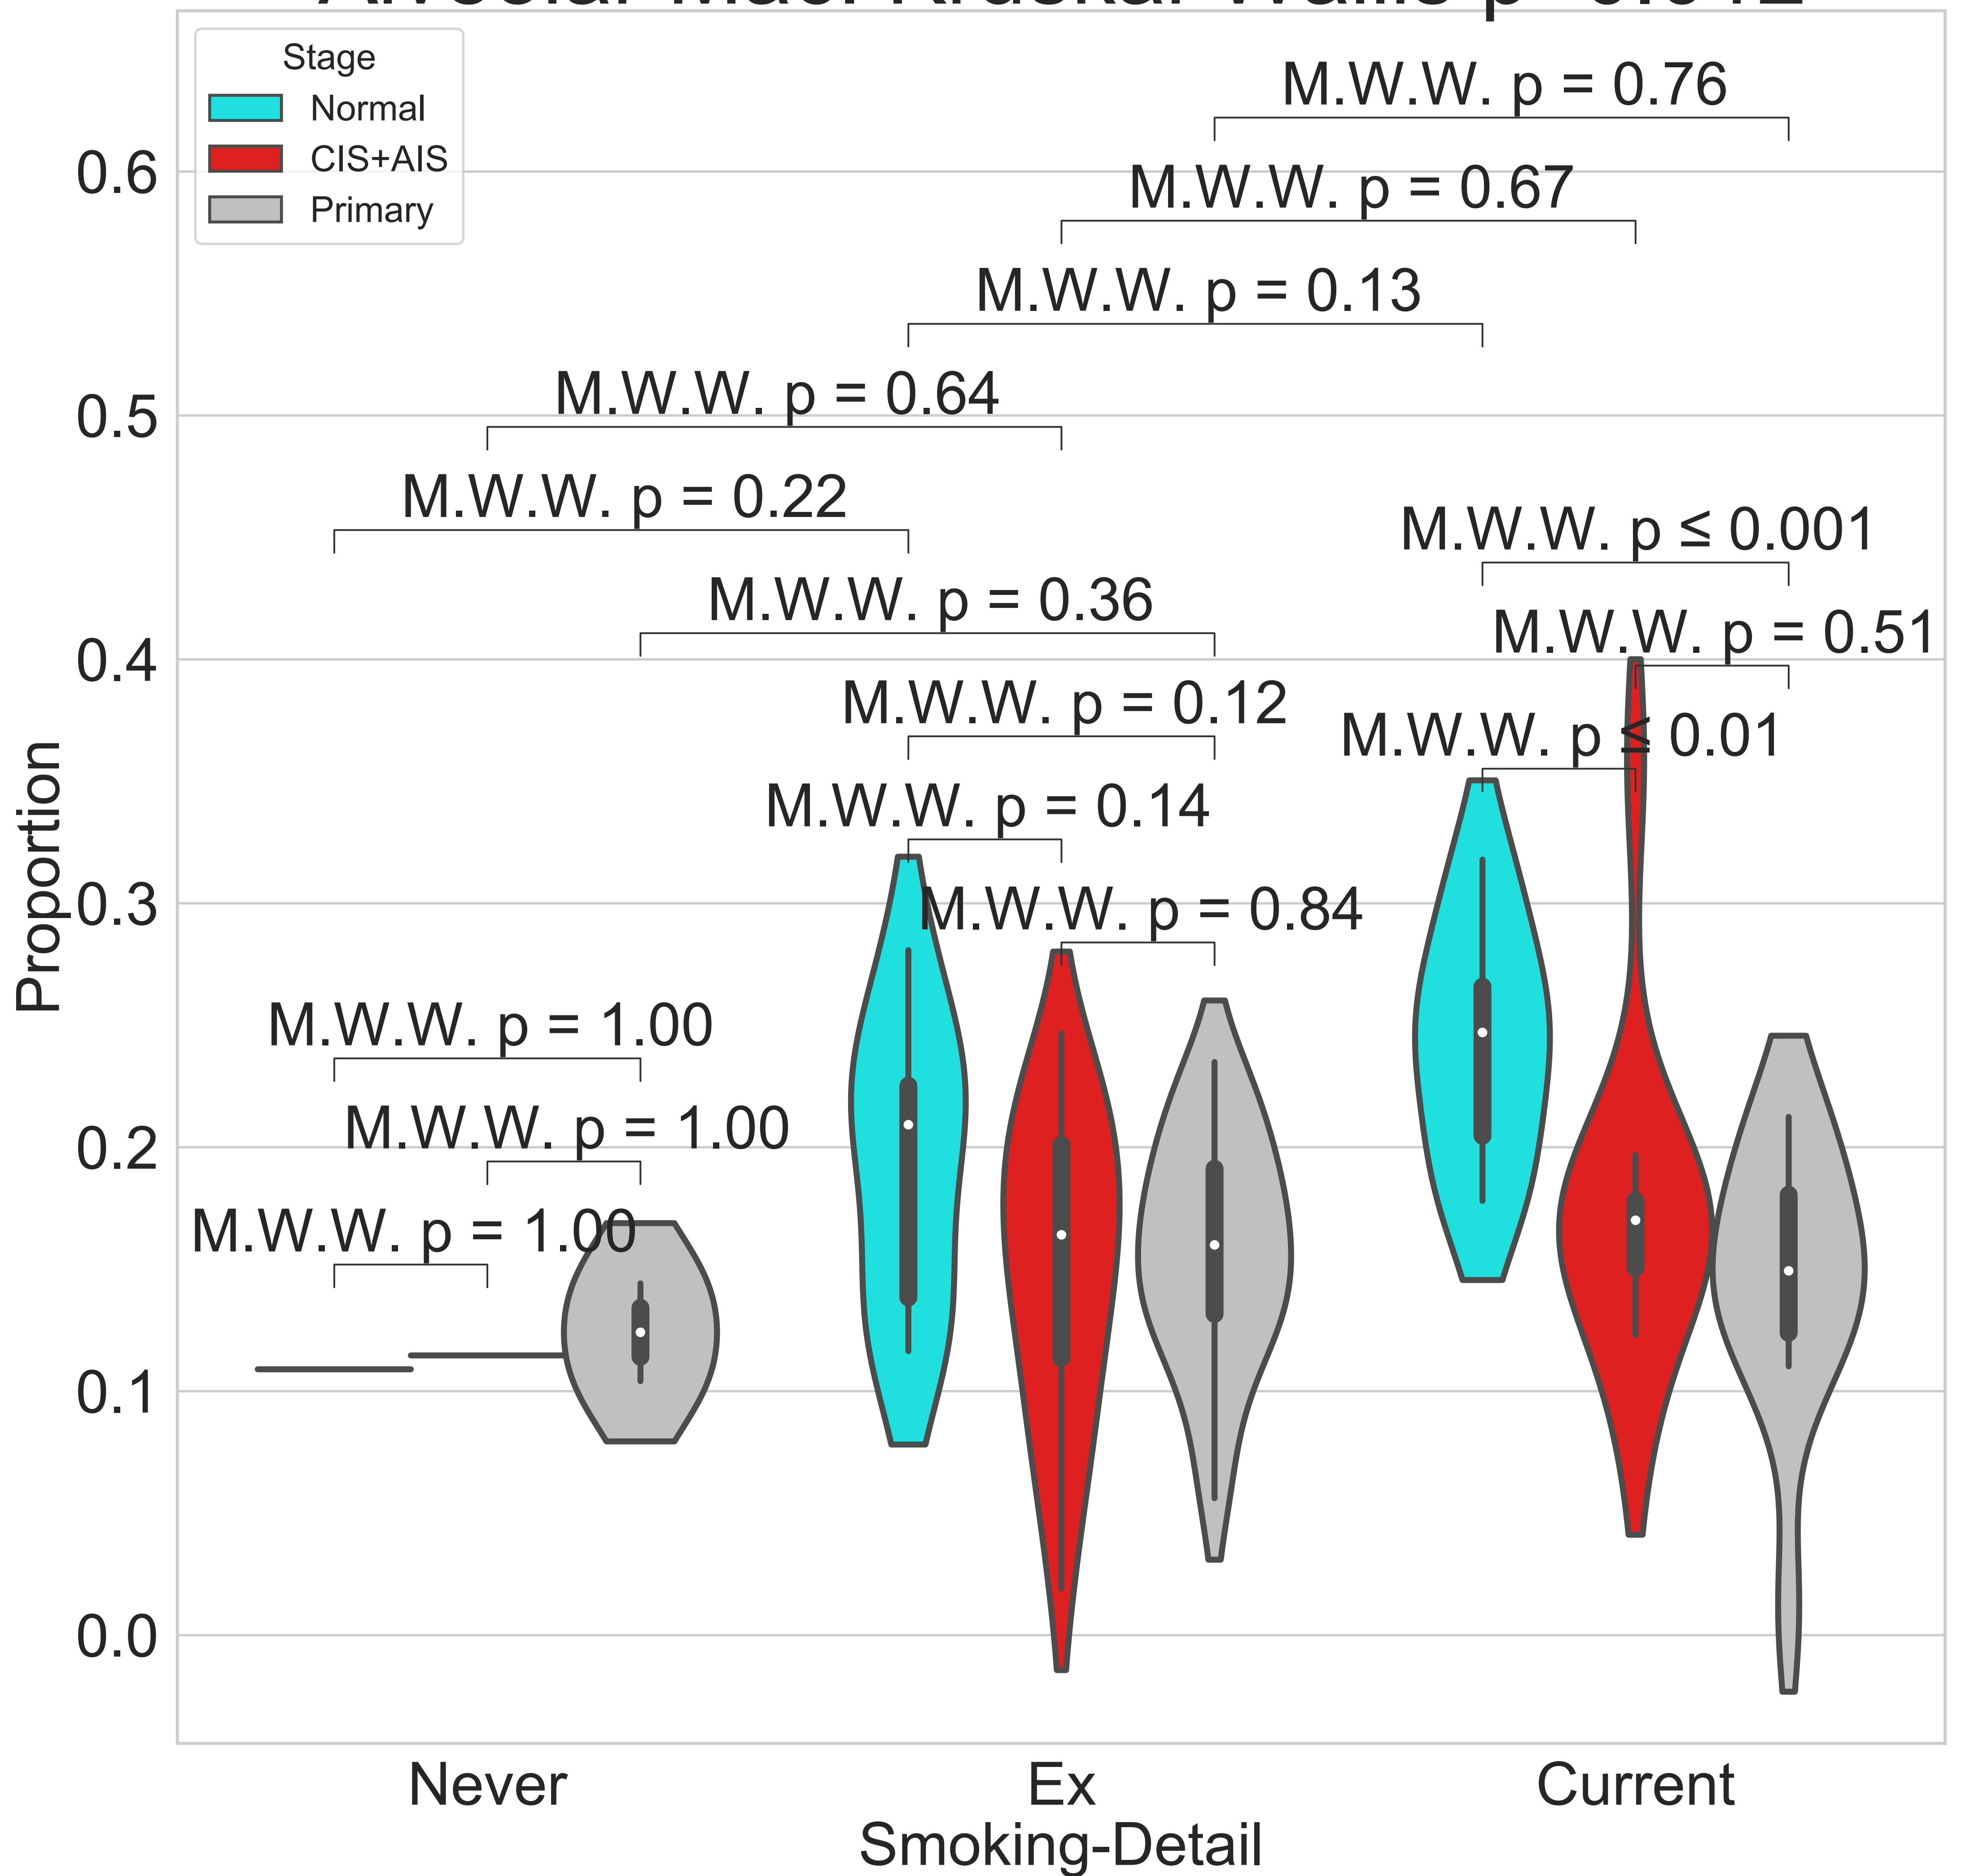 Stage
Normal
CIS+AIS
Primary
M.W.W. p = 0.76
M.W.W. p = 0.67
M.W.W. p = 0.13
M.W.W. p = 0.64
M.W.W. p = 0.22
M.W.W. p ≤ 0.001
M.W.W. p = 0.36
M.W.W. p = 0.51
M.W.W. p = 0.12
M.W.W. p ≤ 0.01
M.W.W. p = 0.14
M.W.W. p = 0.84
M.W.W. p = 1.00
M.W.W. p = 1.00
M.W.W. p = 1.00
0.6
0.5
0.4
0.3
0.2
0.1
0.0
Proportion
Never
Ex
Current
Smoking-Detail